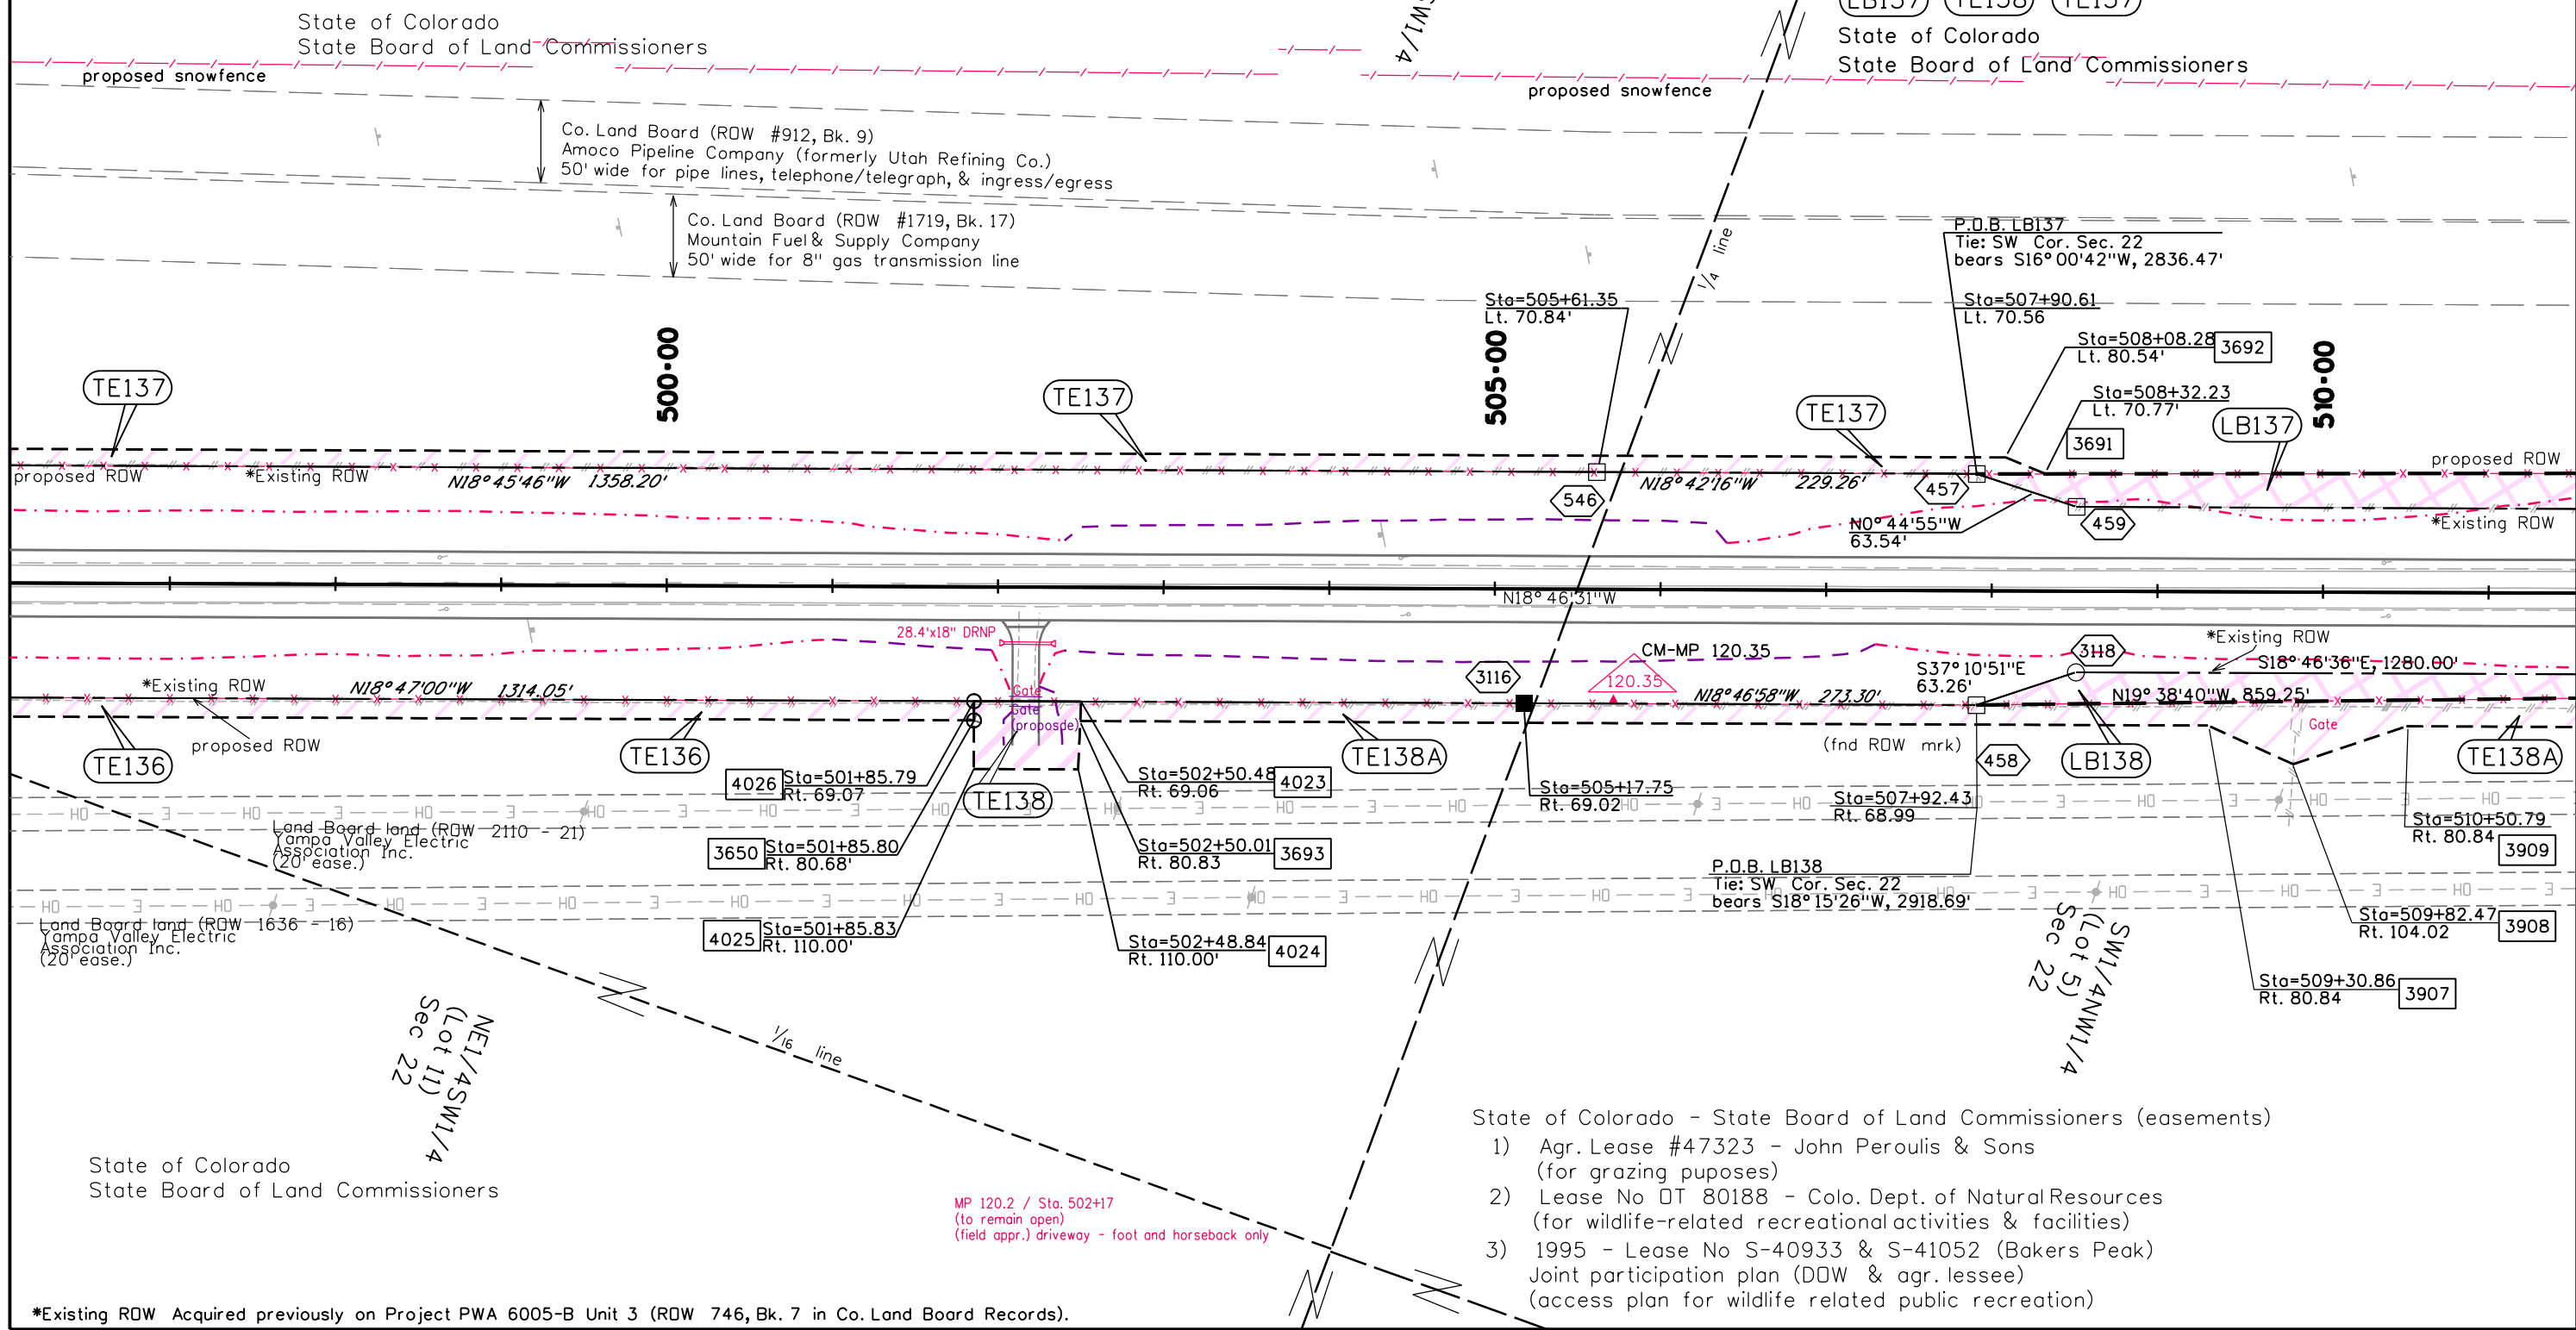 State of Colorado
State Board of Land Commissioners
proposed snowfence
SW1/4
LB137 TE138 TE137
State of Colorado
State Board of Land Commissioners
proposed snowfence
Co. Land Board (ROW #912, Bk. 9)
Amoco Pipeline Company (formerly Utah Refining Co.)
50' wide for pipe lines, telephone/telegraph, & ingress/egress
Co. Land Board (ROW #1719, Bk. 17)
Mountain Fuel & Supply Company
50' wide for 8" gas transmission line
1/4 line
P.O.B. LB137
Tie: SW Cor. Sec. 22
bears S16°00'42"W, 2836.47'
Sta=505+61.35
Lt. 70.84'
Sta=507+90.61
Lt. 70.56
Sta=508+08.28
Lt. 80.54'
3692
Sta=508+32.23
Lt. 70.77'
3691
500+00
505+00
510+00
TE137
TE137
TE137
LB137
proposed ROW
*Existing ROW
N18°45'46"W 1358.20'
546
N18°42'16"W 229.26'
457
459
N0°44'55"W
63.54'
proposed ROW
*Existing ROW
N18°46'31"W
28.4'x18" DRNP
CM-MP 120.35
120.35
3116
3118
*Existing ROW
S18°46'36"E, 1280.00'
S37°10'51"E
63.26'
N19°38'40"W, 859.25'
*Existing ROW
N18°47'00"W 1314.05'
Gate
Gate
(proposde)
N18°46'58"W 273.30'
Gate
proposed ROW
(fnd ROW mrk)
458
TE136
TE136
TE138
TE138A
LB138
TE138A
4026
Sta=501+85.79
Rt. 69.07
Sta=502+50.48
Rt. 69.06
4023
Sta=505+17.75
Rt. 69.02
Sta=507+92.43
Rt. 68.99
OH E OH E OH E OH E OH E OH E OH E OH E OH
Land Board land (ROW 2110 - 21)
Yampa Valley Electric
Association Inc.
(20' ease.)
3650
Sta=501+85.80
Rt. 80.68'
Sta=502+50.01
Rt. 80.83
3693
Sta=510+50.79
Rt. 80.84
3909
P.O.B. LB138
Tie: SW Cor. Sec. 22
bears S18°15'26"W, 2918.69'
OH E OH E OH E OH E OH E OH E OH E OH E OH E
Land Board land (ROW 1636 - 16)
Yampa Valley Electric
Association Inc.
(20' ease.)
4025
Sta=501+85.83
Rt. 110.00'
Sta=502+48.84
Rt. 110.00'
4024
Sta=509+82.47
Rt. 104.02
3908
Sta=509+30.86
Rt. 80.84
3907
SW1/4NW1/4
(Lot 5)
Sec 22
NE1/4SW1/4
(Lot 11)
Sec 22
1/16 line
State of Colorado
State Board of Land Commissioners
MP 120.2 / Sta. 502+17
(to remain open)
(field appr.) driveway - foot and horseback only
State of Colorado - State Board of Land Commissioners (easements)
1) Agr. Lease #47323 - John Peroulis & Sons
(for grazing puposes)
2) Lease No OT 80188 - Colo. Dept. of Natural Resources
(for wildlife-related recreational activities & facilities)
3) 1995 - Lease No S-40933 & S-41052 (Bakers Peak)
Joint participation plan (DOW & agr. lessee)
(access plan for wildlife related public recreation)
*Existing ROW Acquired previously on Project PWA 6005-B Unit 3 (ROW 746, Bk. 7 in Co. Land Board Records).